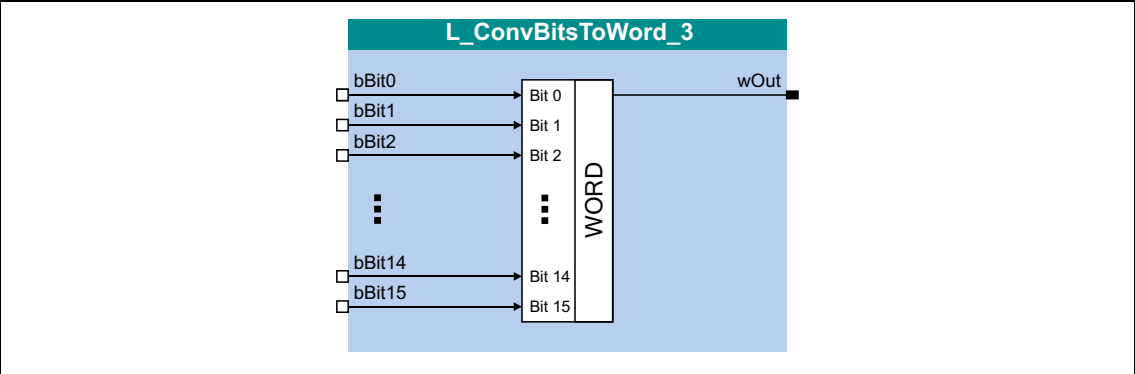 L_ConvBitsToWord_3
bBit0
wOut
Bit 0
bBit1
Bit 1
bBit2
Bit 2
WORD
bBit14
Bit 14
bBit15
Bit 15